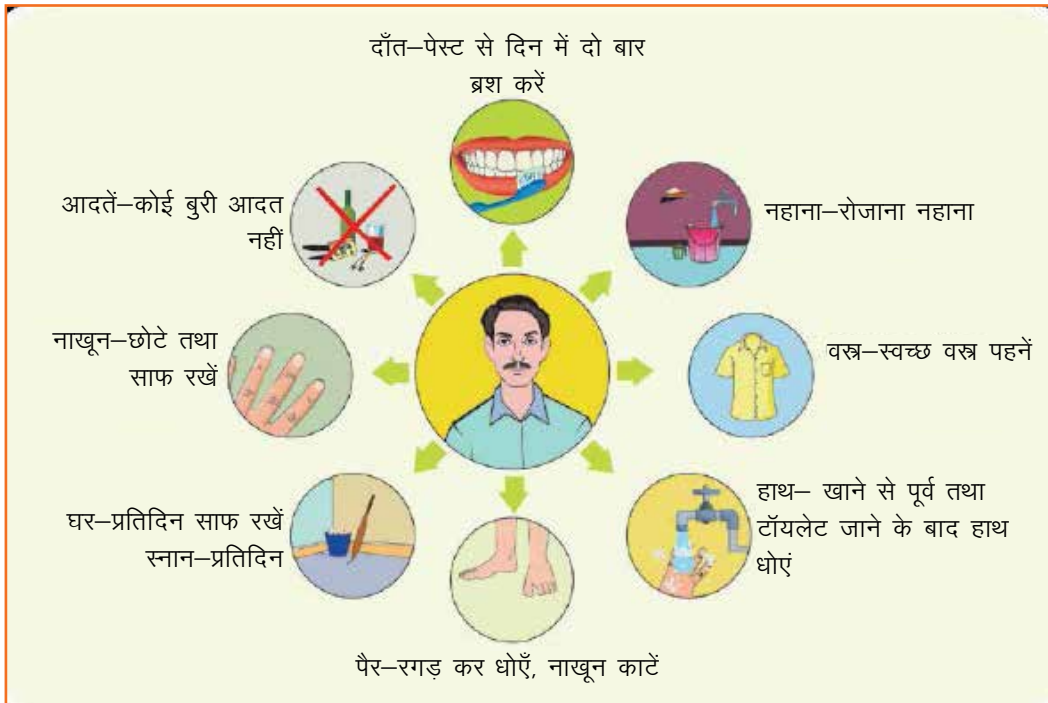 दाँत–पेस्ट से दिन में दो बार
ब्रश करें
आदतें–कोई बुरी आदत
नहीं
नहाना–रोजाना नहाना
नाखून–छोटे तथा
साफ रखें
वस्त्र–स्वच्छ वस्त्र पहनें
घर–प्रतिदिन साफ रखें
स्नान–प्रतिदिन
हाथ– खाने से पूर्व तथा
टॉयलेट जाने के बाद हाथ
धोएं
पैर–रगड़ कर धोएँ, नाखून काटें